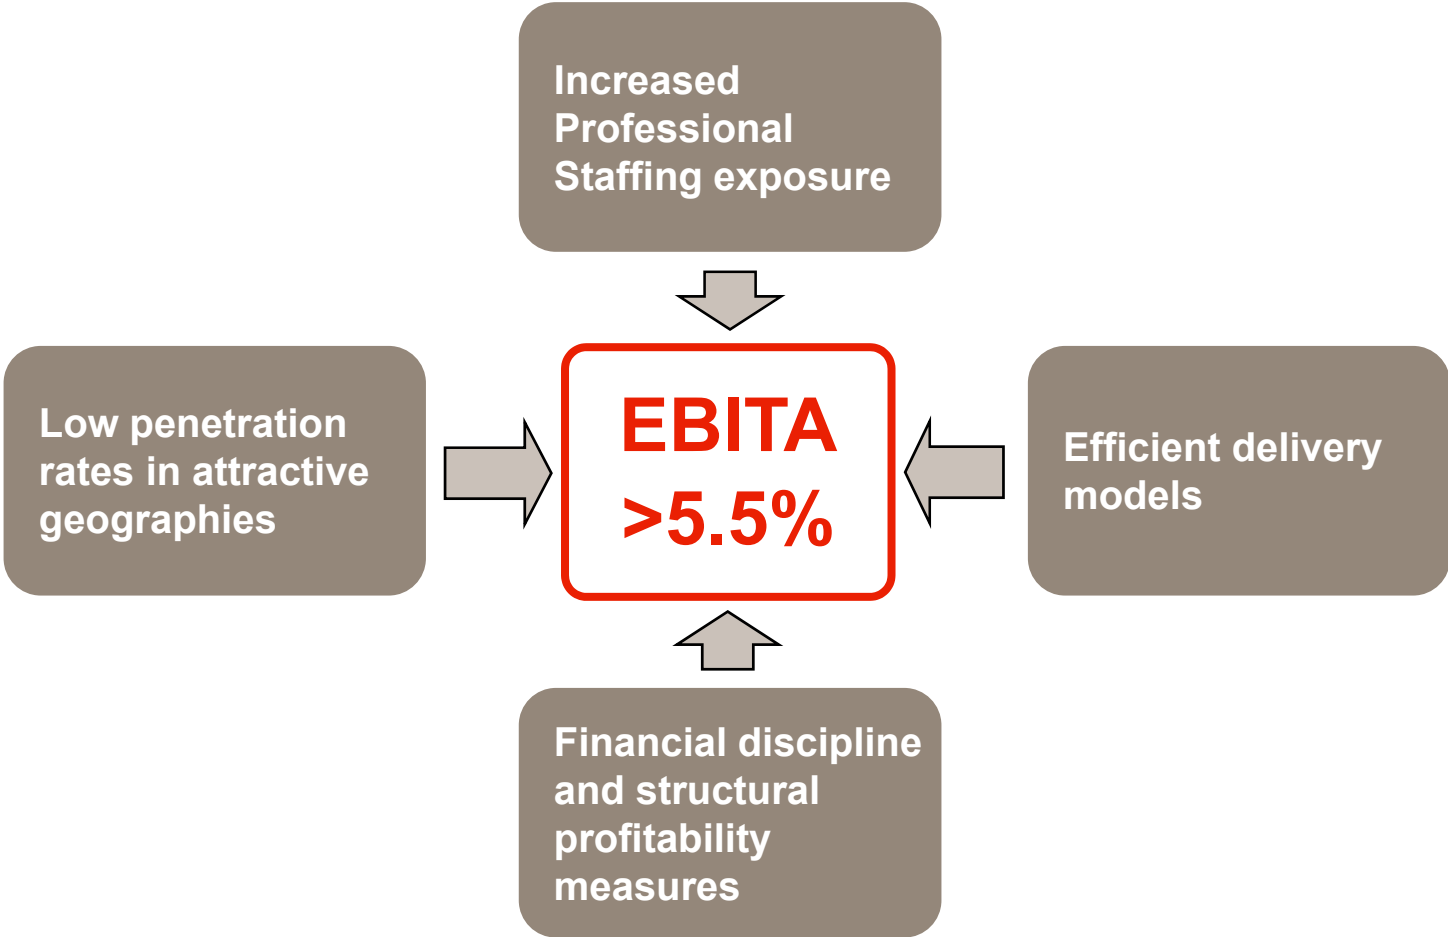 Increased
Professional
Staffing exposure
Low penetration
rates in attractive
geographies
EBITA
>5.5%
Efficient delivery
models
Financial discipline
and structural
profitability
measures